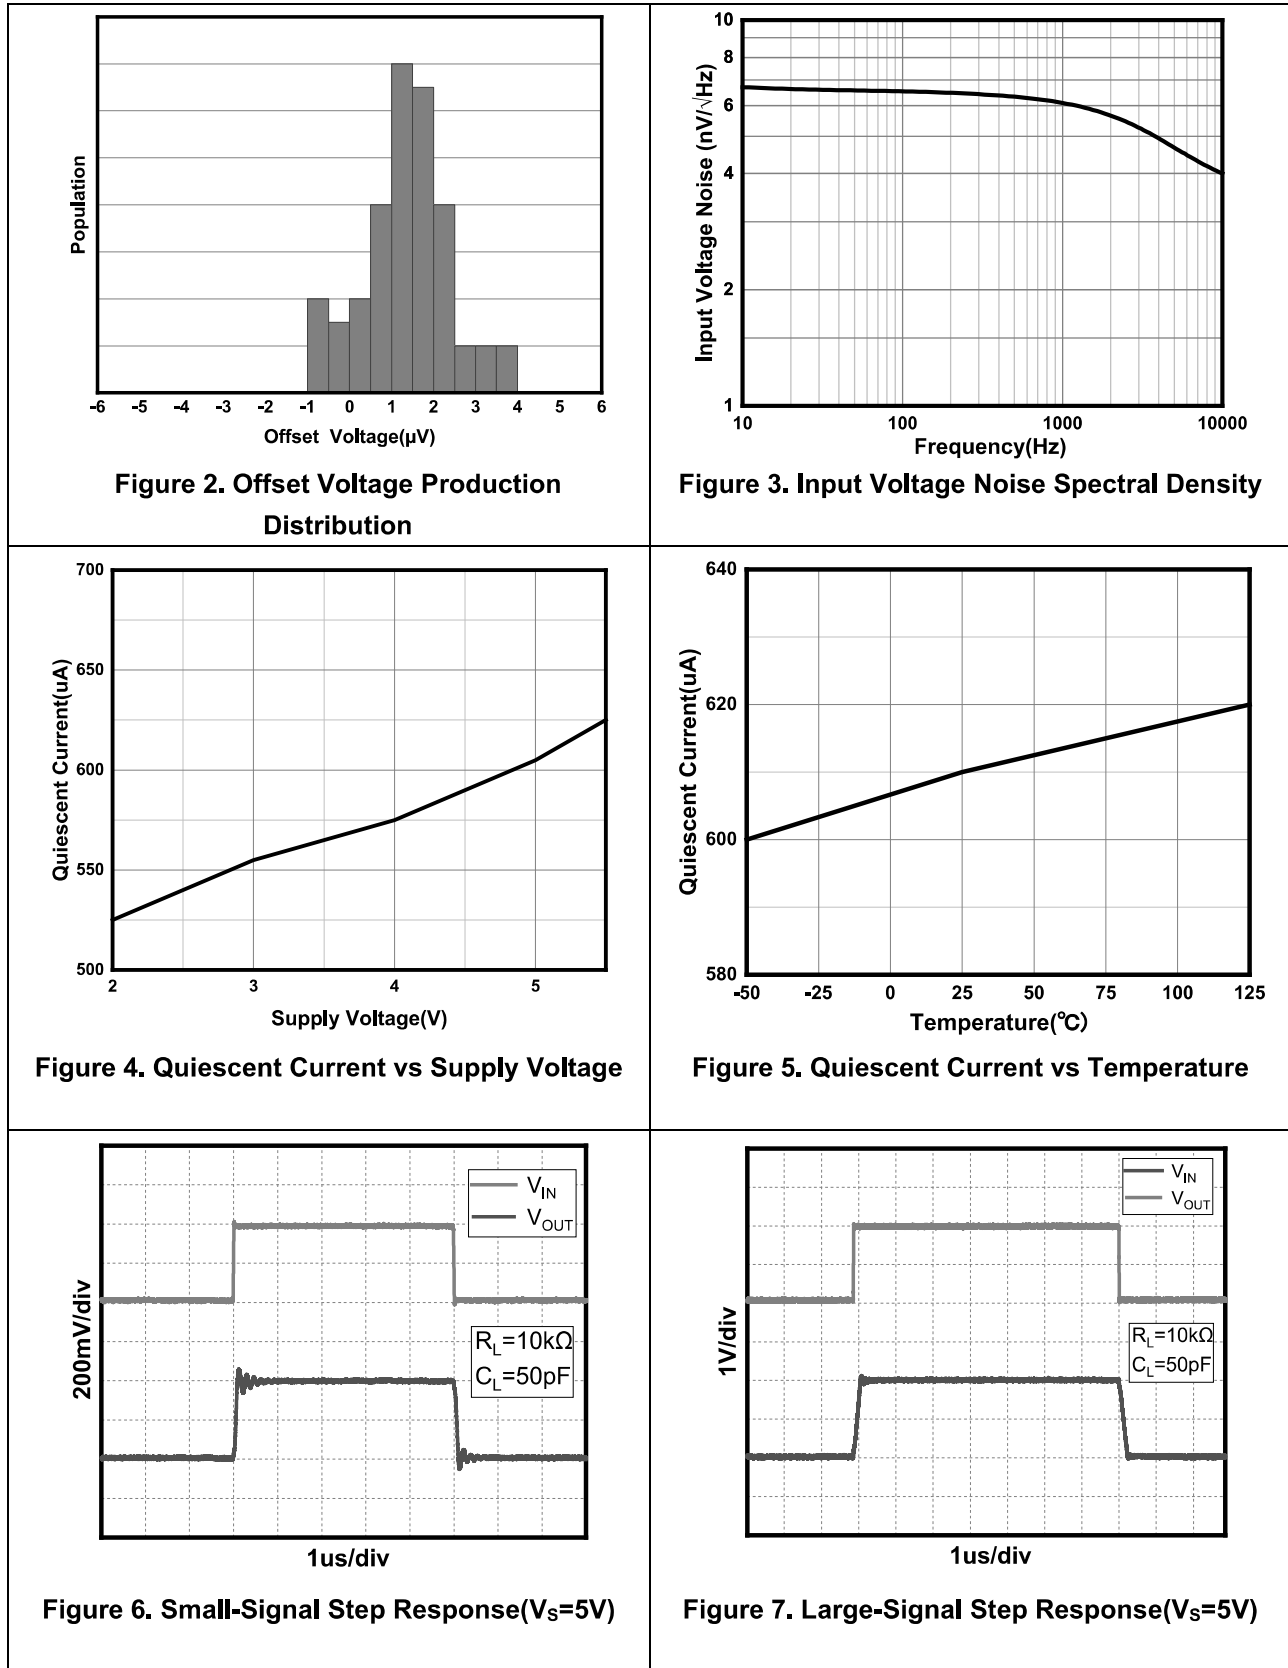 Population
-6 -5 -4 -3 -2 -1 0 1 2 3 4 5 6
Offset Voltage(µV)
Figure 2. Offset Voltage Production
Distribution
Input Voltage Noise (nV/√Hz)
10
8
6
4
2
1
10 100 1000 10000
Frequency(Hz)
Figure 3. Input Voltage Noise Spectral Density
Quiescent Current(uA)
700
650
600
550
500
2 3 4 5
Supply Voltage(V)
Figure 4. Quiescent Current vs Supply Voltage
Quiescent Current(uA)
640
620
600
580
-50 -25 0 25 50 75 100 125
Temperature(℃)
Figure 5. Quiescent Current vs Temperature
200mV/div
VIN
VOUT
RL=10kΩ
CL=50pF
1us/div
Figure 6. Small-Signal Step Response(VS=5V)
1V/div
VIN
VOUT
RL=10kΩ
CL=50pF
1us/div
Figure 7. Large-Signal Step Response(VS=5V)